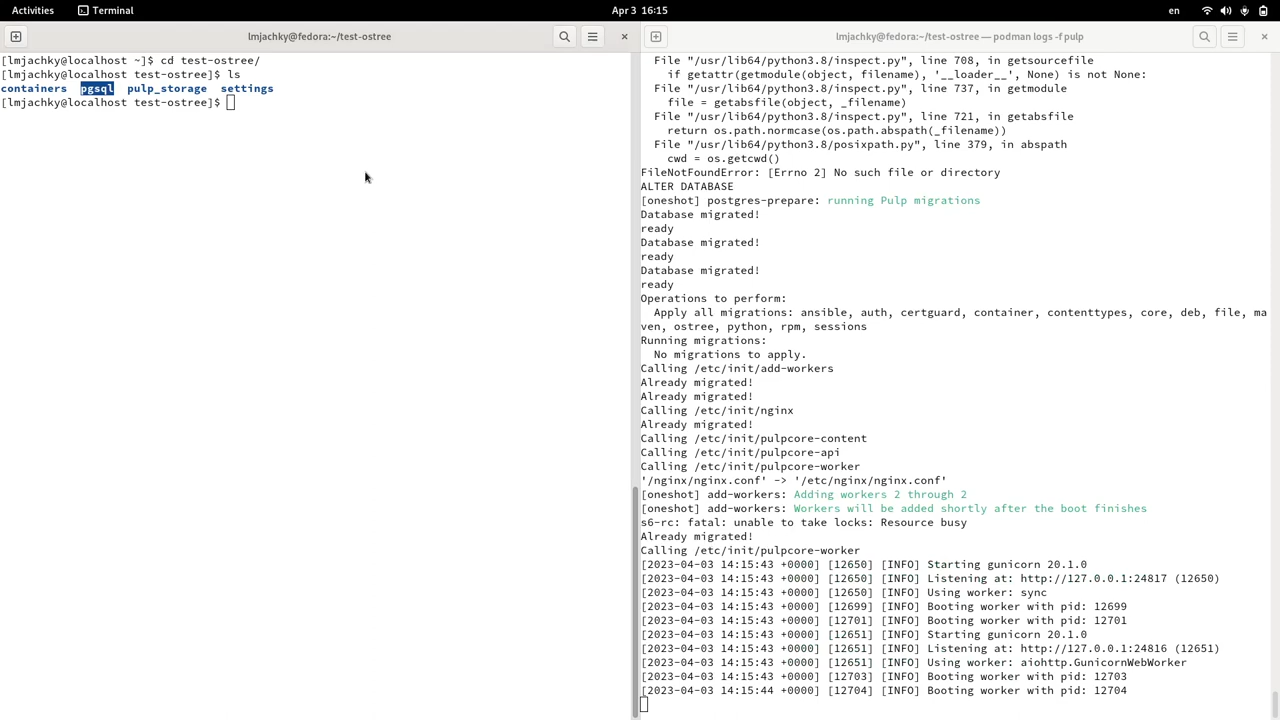 Activities Terminal Apr 3 16:15 en
lmjachky@fedora:~/test-ostree
[lmjachky@localhost ~]$ cd test-ostree/
[lmjachky@localhost test-ostree]$ ls
containers pgsql pulp_storage settings
[lmjachky@localhost test-ostree]$
lmjachky@fedora:~/test-ostree — podman logs -f pulp
File "/usr/lib64/python3.8/inspect.py", line 708, in getsourcefile
if getattr(getmodule(object, filename), '__loader__', None) is not None:
File "/usr/lib64/python3.8/inspect.py", line 737, in getmodule
file = getabsfile(object, _filename)
File "/usr/lib64/python3.8/inspect.py", line 721, in getabsfile
return os.path.normcase(os.path.abspath(_filename))
File "/usr/lib64/python3.8/posixpath.py", line 379, in abspath
cwd = os.getcwd()
FileNotFoundError: [Errno 2] No such file or directory
ALTER DATABASE
[oneshot] postgres-prepare: running Pulp migrations
Database migrated!
ready
Database migrated!
ready
Database migrated!
ready
Operations to perform:
Apply all migrations: ansible, auth, certguard, container, contenttypes, core, deb, file, ma
ven, ostree, python, rpm, sessions
Running migrations:
No migrations to apply.
Calling /etc/init/add-workers
Already migrated!
Already migrated!
Calling /etc/init/nginx
Already migrated!
Calling /etc/init/pulpcore-content
Calling /etc/init/pulpcore-api
Calling /etc/init/pulpcore-worker
'/nginx/nginx.conf' -> '/etc/nginx/nginx.conf'
[oneshot] add-workers: Adding workers 2 through 2
[oneshot] add-workers: Workers will be added shortly after the boot finishes
s6-rc: fatal: unable to take locks: Resource busy
Already migrated!
Calling /etc/init/pulpcore-worker
[2023-04-03 14:15:43 +0000] [12650] [INFO] Starting gunicorn 20.1.0
[2023-04-03 14:15:43 +0000] [12650] [INFO] Listening at: http://127.0.0.1:24817 (12650)
[2023-04-03 14:15:43 +0000] [12650] [INFO] Using worker: sync
[2023-04-03 14:15:43 +0000] [12699] [INFO] Booting worker with pid: 12699
[2023-04-03 14:15:43 +0000] [12701] [INFO] Booting worker with pid: 12701
[2023-04-03 14:15:43 +0000] [12651] [INFO] Starting gunicorn 20.1.0
[2023-04-03 14:15:43 +0000] [12651] [INFO] Listening at: http://127.0.0.1:24816 (12651)
[2023-04-03 14:15:43 +0000] [12651] [INFO] Using worker: aiohttp.GunicornWebWorker
[2023-04-03 14:15:43 +0000] [12703] [INFO] Booting worker with pid: 12703
[2023-04-03 14:15:44 +0000] [12704] [INFO] Booting worker with pid: 12704